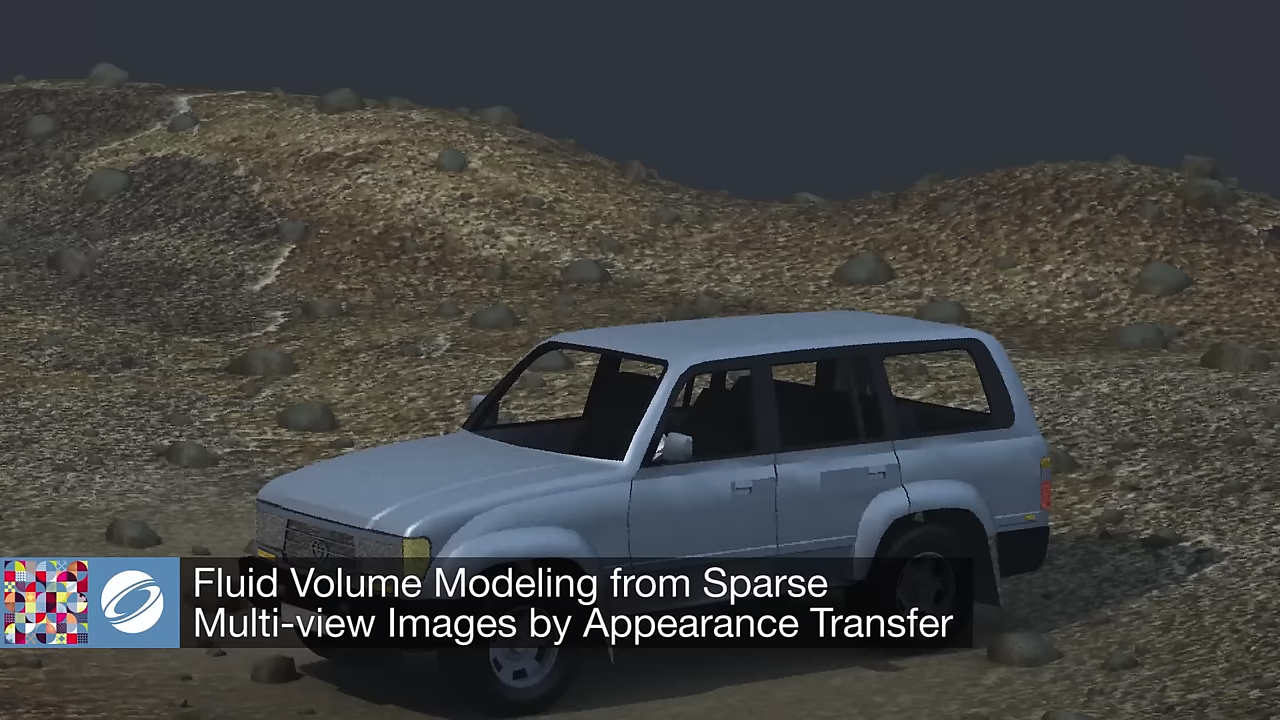 Fluid Volume Modeling from Sparse
Multi-view Images by Appearance Transfer